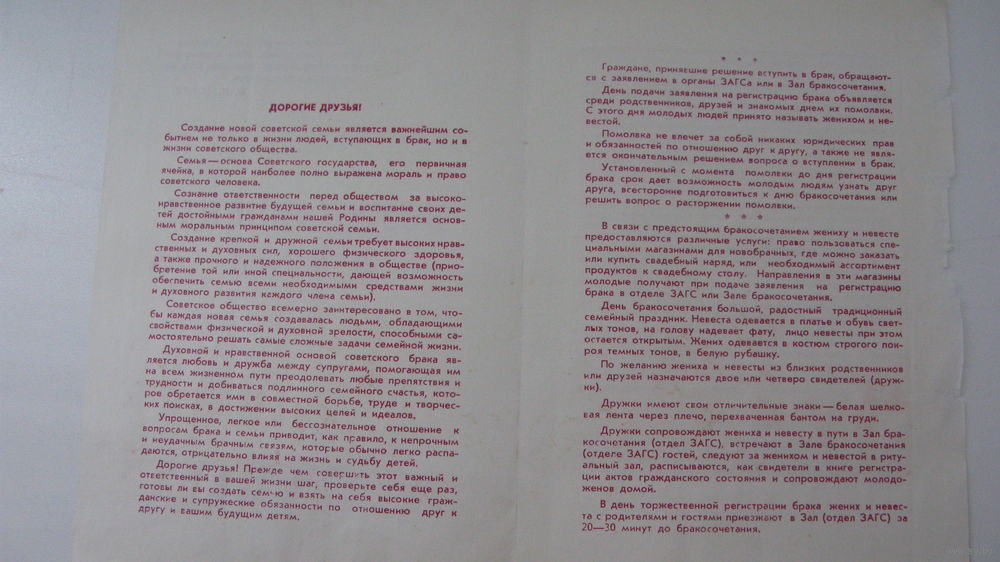 ДОРОГИЕ ДРУЗЬЯ!
Создание новой советской семьи является важнейшим со-
бытием не только в жизни людей, вступающих в брак, но и в
жизни советского общества.
Семья — основа Советского государства, его первичная
ячейка, в которой наиболее полно выражена мораль и право
советского человека.
Сознание ответственности перед обществом за высоко-
нравственное развитие будущей семьи и воспитание своих де-
тей достойными гражданами нашей Родины является основ-
ным моральным принципом советской семьи.
Создание крепкой и дружной семьи требует высоких нрав-
ственных и духовных сил, хорошего физического здоровья,
а также прочного и надежного положения в обществе (прио-
бретение той или иной специальности, дающей возможность
обеспечить семью всеми необходимыми средствами жизни
и духовного развития каждого члена семьи).
Советское общество всемерно заинтересовано в том, что-
бы каждая новая семья создавалась людьми, обладающими
свойствами физической и духовной зрелости, способными са-
мостоятельно решать самые сложные задачи семейной жизни.
Духовной и нравственной основой советского брака яв-
ляется любовь и дружба между супругами, помогающая им
на всем жизненном пути преодолевать любые препятствия и
трудности и добиваться подлинного семейного счастья, кото-
рое обретается ими в совместной борьбе, труде и творчес-
ких поисках, в достижении высоких целей и идеалов.
Упрощенное, легкое или бессознательное отношение к
вопросам брака и семьи приводит, как правило, к непрочным
и неудачным брачным связям, которые обычно легко распа-
даются, отрицательно влияя на жизнь и судьбу детей.
Дорогие друзья! Прежде чем совершить этот важный и
ответственный в вашей жизни шаг, проверьте себя еще раз,
готовы ли вы создать семью и взять на себя высокие граж-
данские и супружеские обязанности по отношению друг к
другу и вашим будущим детям.
* * *
Граждане, принявшие решение вступить в брак, обращают-
ся с заявлением в органы ЗАГСа или в Зал бракосочетания.
День подачи заявления на регистрацию брака объявляется
среди родственников, друзей и знакомых днем их помолвки.
С этого дня молодых людей принято называть женихом и не-
вестой.
Помолвка не влечет за собой никаких юридических прав
и обязанностей по отношению друг к другу, а также не явля-
ется окончательным решением вопроса о вступлении в брак.
Установленный с момента помолвки до дня регистрации
брака срок дает возможность молодым людям узнать друг
друга, всесторонне подготовиться к дню бракосочетания или
решить вопрос о расторжении помолвки.
* * *
В связи с предстоящим бракосочетанием жениху и невесте
предоставляются различные услуги: право пользоваться спе-
циальными магазинами для новобрачных, где можно заказать
или купить свадебный наряд, или необходимый ассортимент
продуктов к свадебному столу. Направления в эти магазины
молодые получают при подаче заявления на регистрацию
брака в отделе ЗАГС или Зале бракосочетания.
День бракосочетания большой, радостный традиционный
семейный праздник. Невеста одевается в платье и обувь свет-
лых тонов, на голову надевает фату, лицо невесты при этом
остается открытым. Жених одевается в костюм строгого пок-
роя темных тонов, в белую рубашку.
По желанию жениха и невесты из близких родственников
или друзей назначаются двое или четверо свидетелей (друж-
ки).
Дружки имеют свои отличительные знаки — белая шелко-
вая лента через плечо, перехваченная бантом на груди.
Дружки сопровождают жениха и невесту в пути в Зал бра-
косочетания (отдел ЗАГС), встречают в Зале бракосочетания
(отделе ЗАГС) гостей, следуют за женихом и невестой в риту-
альный зал, расписываются, как свидетели в книге регистра-
ции актов гражданского состояния и сопровождают молодо-
женов домой.
В день торжественной регистрации брака жених и невес-
та с родителями и гостями приезжают в Зал (отдел ЗАГС) за
20—30 минут до бракосочетания.